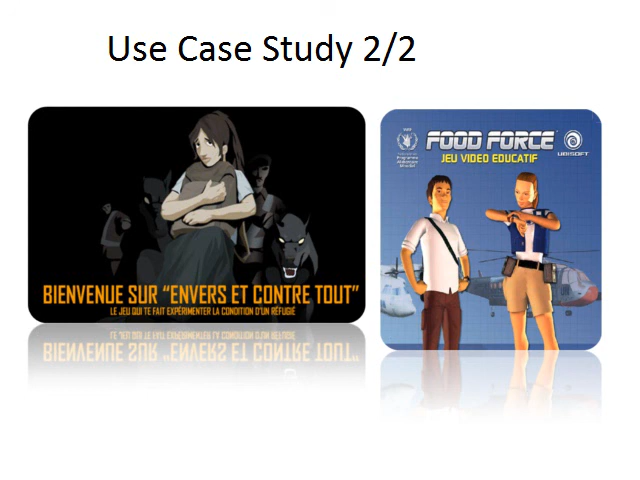 Use Case Study 2/2
BIENVENUE SUR “ENVERS ET CONTRE TOUT”
LE JEU QUI TE FAIT EXPÉRIMENTER LA CONDITION D'UN RÉFUGIÉ
FOOD FORCE
JEU VIDEO EDUCATIF
UBISOFT